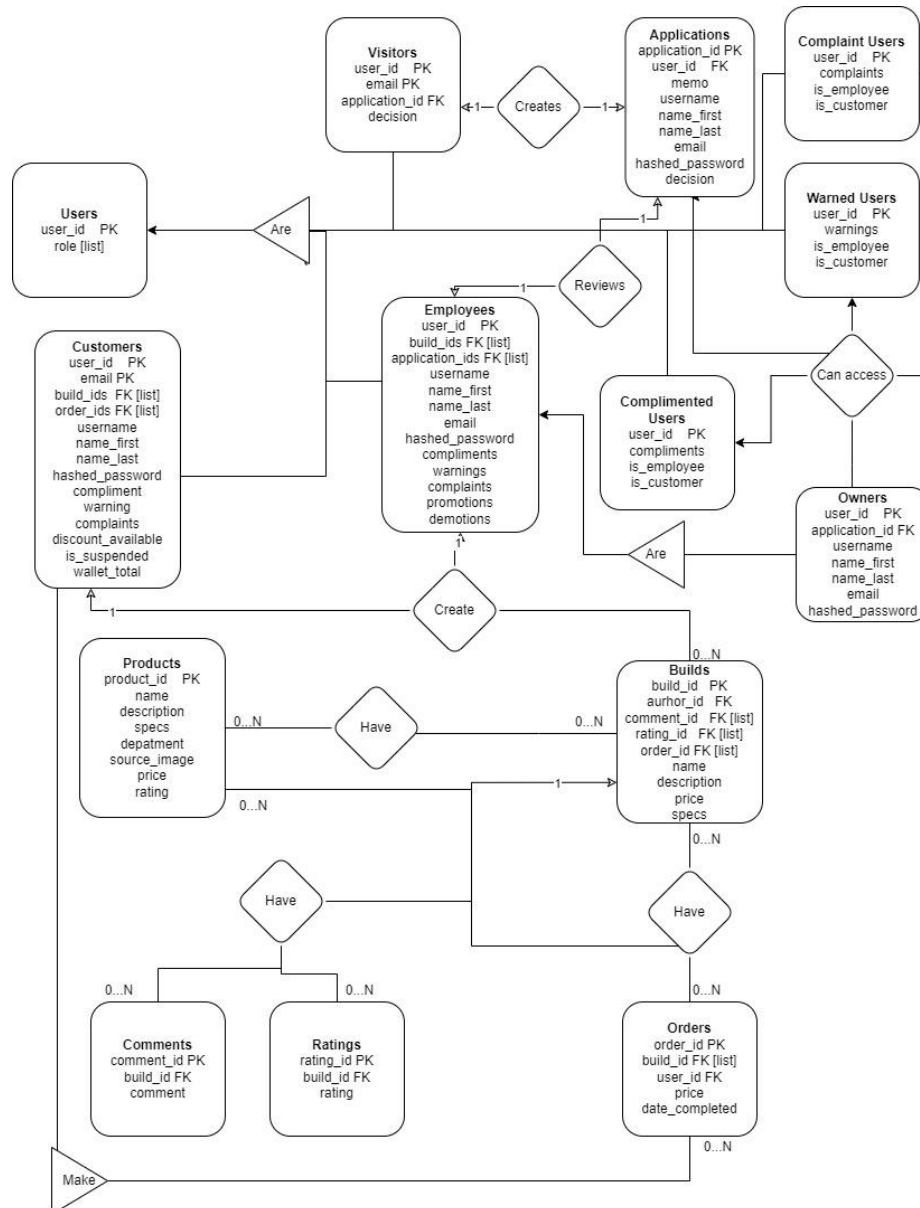 Visitors
user_id PK
email PK
application_id FK
decision
1
Creates
1
Applications
application_id PK
user_id FK
memo
username
name_first
name_last
email
hashed_password
decision
Complaint Users
user_id PK
complaints
is_employee
is_customer
Users
user_id PK
role [list]
Are
1
Reviews
1
Warned Users
user_id PK
warnings
is_employee
is_customer
Customers
user_id PK
email PK
build_ids FK [list]
order_ids FK [list]
username
name_first
name_last
hashed_password
compliment
warning
complaints
discount_available
is_suspended
wallet_total
Employees
user_id PK
build_ids FK [list]
application_ids FK [list]
username
name_first
name_last
email
hashed_password
compliments
warnings
complaints
promotions
demotions
Complimented
Users
user_id PK
compliments
is_employee
is_customer
Can access
Owners
user_id PK
application_id FK
username
name_first
name_last
email
hashed_password
Are
1
1
Create
0...N
Products
product_id PK
name
description
specs
depatment
source_image
price
rating
0...N
Have
0...N
Builds
build_id PK
aurhor_id FK
comment_id FK [list]
rating_id FK [list]
order_id FK [list]
name
description
price
specs
0...N
1
0...N
Have
Have
0...N
0...N
0...N
Comments
comment_id PK
build_id FK
comment
Ratings
rating_id PK
build_id FK
rating
0...N
Orders
order_id PK
build_id FK [list]
user_id FK
price
date_completed
0...N
Make